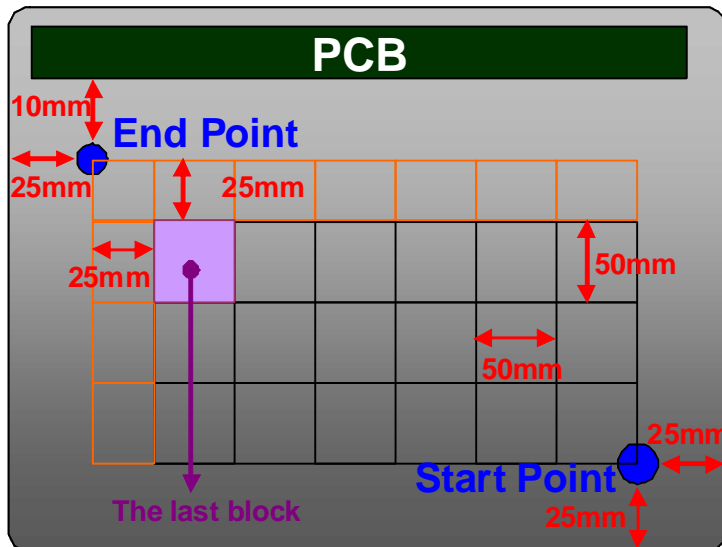 PCB
10mm
End Point
25mm
25mm
25mm
50mm
50mm
25mm
Start Point
The last block
25mm